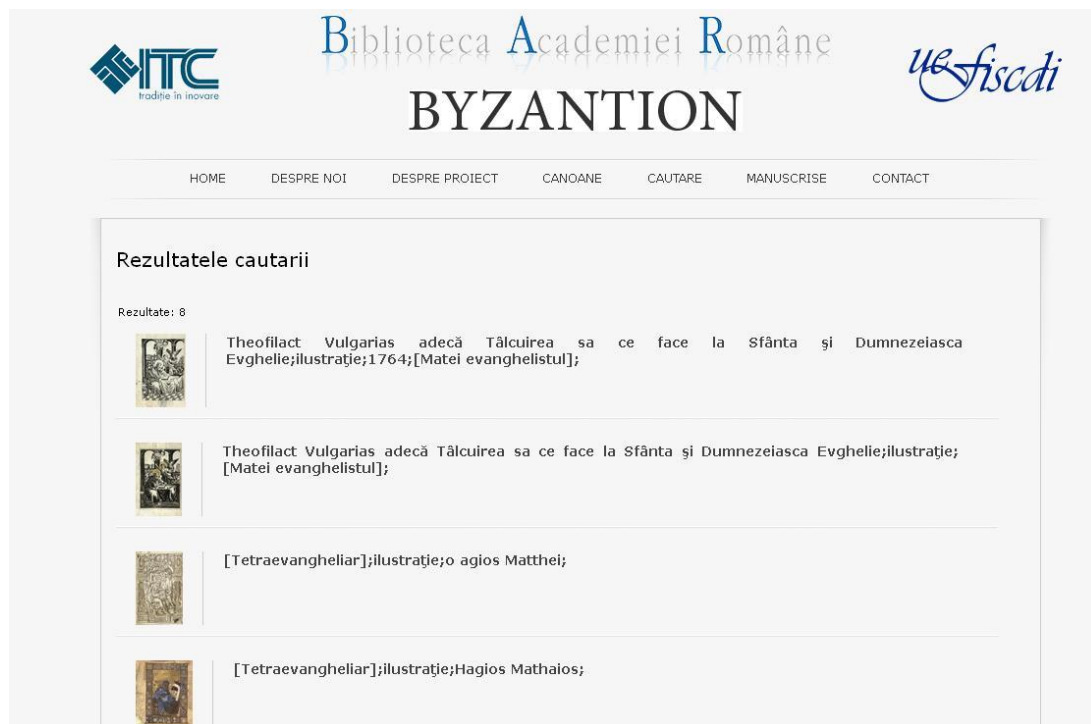 Biblioteca Academiei Române
ITC
tradiție în inovare
uefiscdi
BYZANTION
HOME DESPRE NOI DESPRE PROIECT CANOANE CAUTARE MANUSCRISE CONTACT
Rezultatele cautarii
Rezultate: 8
Theofilact Vulgarias adecă Tâlcuirea sa ce face la Sfânta şi Dumnezeiasca
Evghelie;ilustraţie;1764;[Matei evanghelistul];
Theofilact Vulgarias adecă Tâlcuirea sa ce face la Sfânta şi Dumnezeiasca Evghelie;ilustraţie;
[Matei evanghelistul];
[Tetraevangheliar];ilustraţie;o agios Matthei;
[Tetraevangheliar];ilustraţie;Hagios Mathaios;